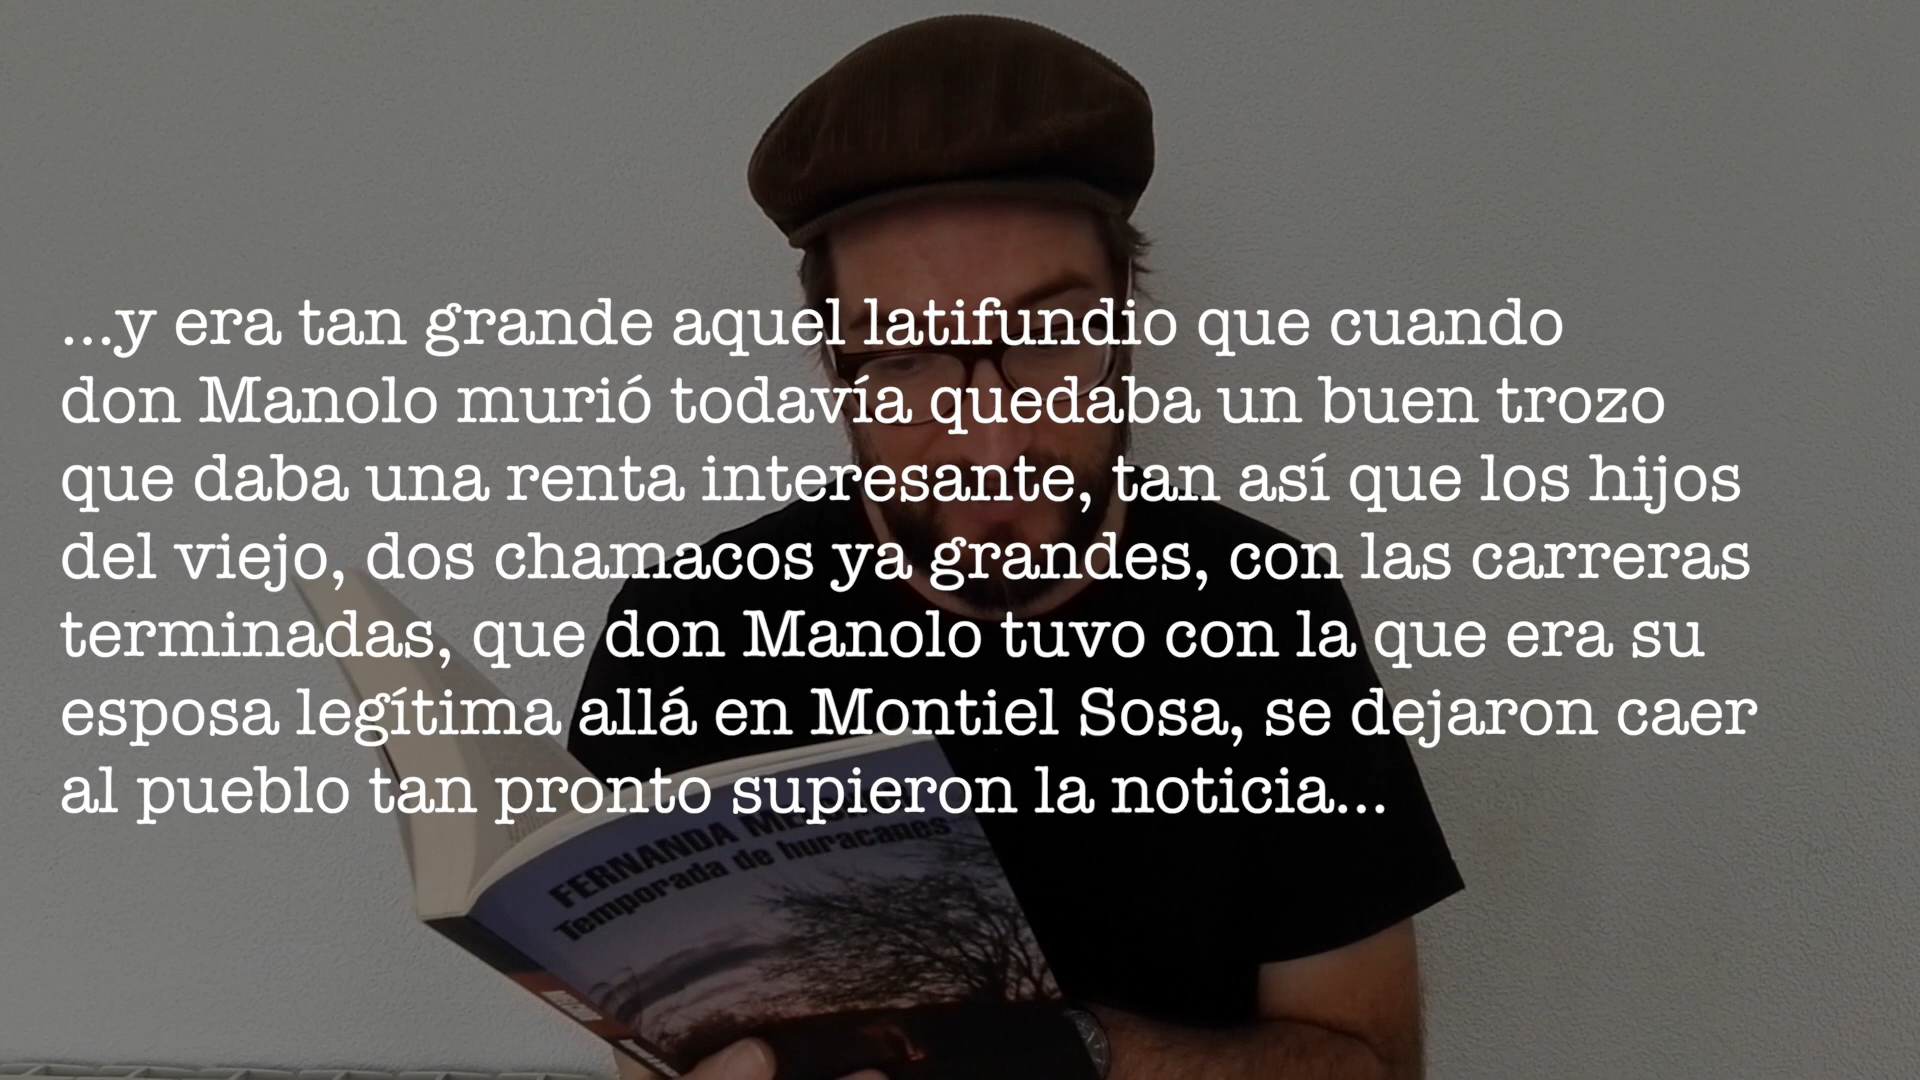 ...y era tan grande aquel latifundio que cuando
don Manolo murió todavía quedaba un buen trozo
que daba una renta interesante, tan así que los hijos
del viejo, dos chamacos ya grandes, con las carreras
terminadas, que don Manolo tuvo con la que era su
esposa legítima allá en Montiel Sosa, se dejaron caer
al pueblo tan pronto supieron la noticia...
FERNANDA
Temporada de huracanes